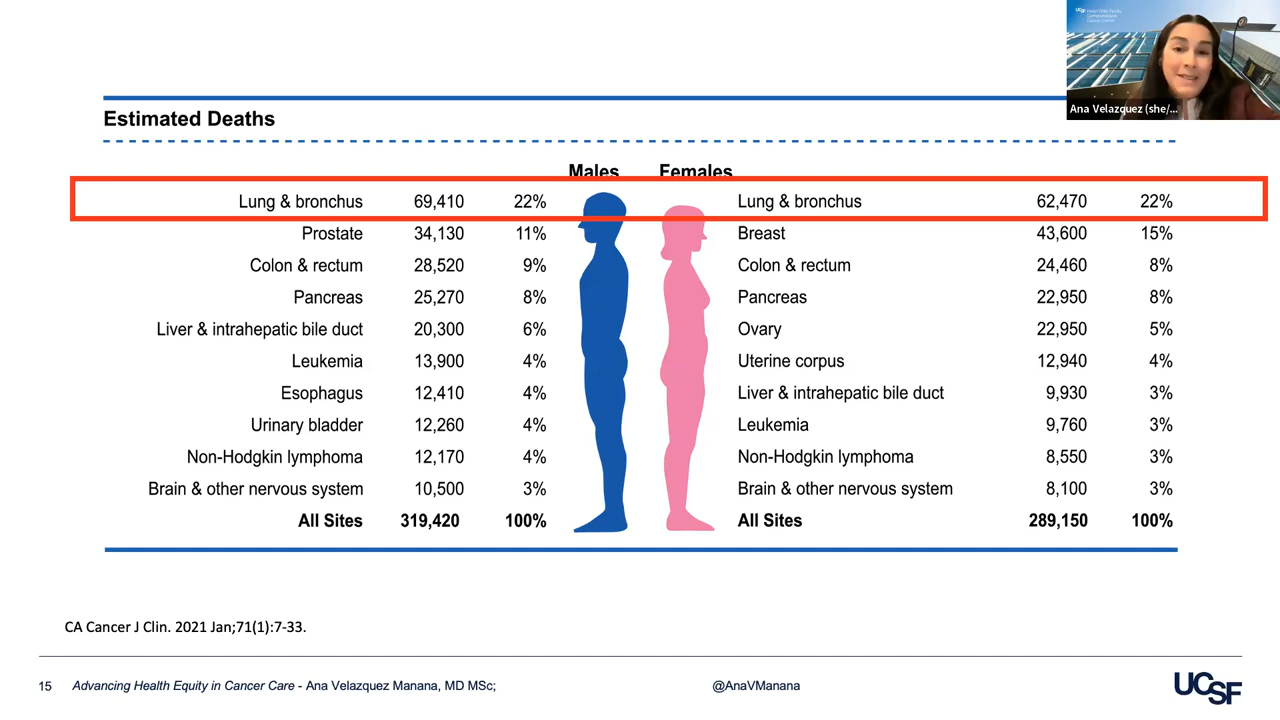 UCSF
Ana Velazquez (she/...
Estimated Deaths
Males Females
Lung & bronchus 69,410 22% Lung & bronchus 62,470 22%
Prostate 34,130 11% Breast 43,600 15%
Colon & rectum 28,520 9% Colon & rectum 24,460 8%
Pancreas 25,270 8% Pancreas 22,950 8%
Liver & intrahepatic bile duct 20,300 6% Ovary 22,950 5%
Leukemia 13,900 4% Uterine corpus 12,940 4%
Esophagus 12,410 4% Liver & intrahepatic bile duct 9,930 3%
Urinary bladder 12,260 4% Leukemia 9,760 3%
Non-Hodgkin lymphoma 12,170 4% Non-Hodgkin lymphoma 8,550 3%
Brain & other nervous system 10,500 3% Brain & other nervous system 8,100 3%
All Sites 319,420 100% All Sites 289,150 100%
CA Cancer J Clin. 2021 Jan;71(1):7-33.
15 Advancing Health Equity in Cancer Care - Ana Velazquez Manana, MD MSc; @AnaVManana UCSF